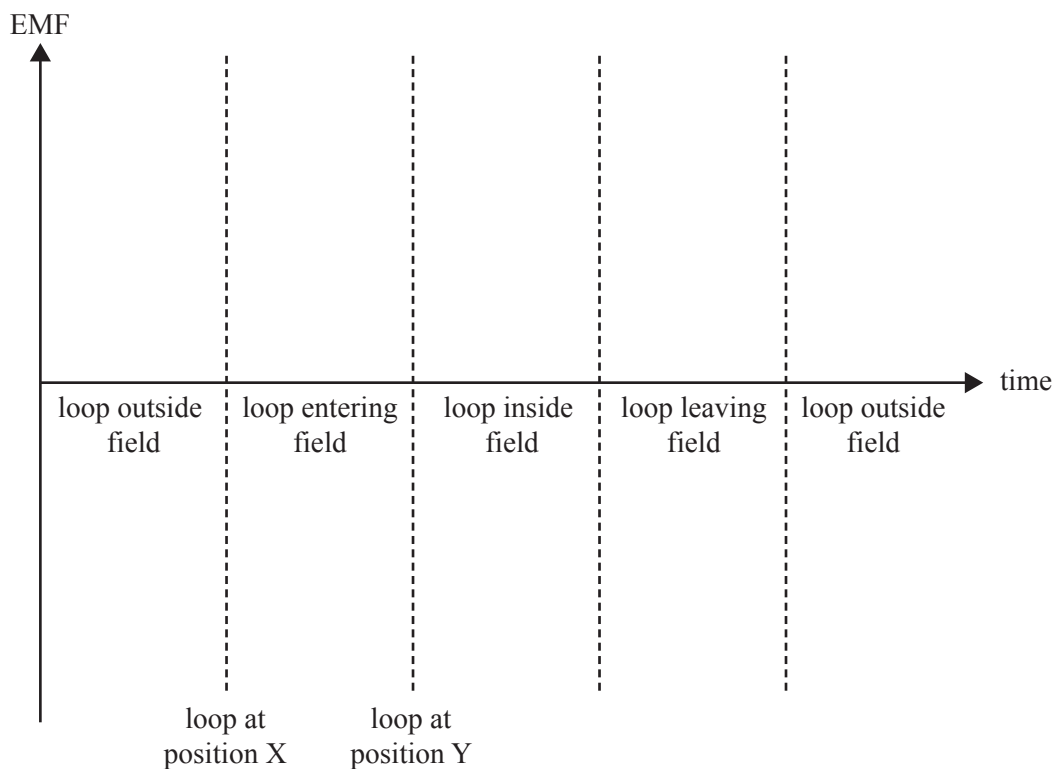 EMF
time
loop outside
field
loop entering
field
loop inside
field
loop leaving
field
loop outside
field
loop at
position X
loop at
position Y